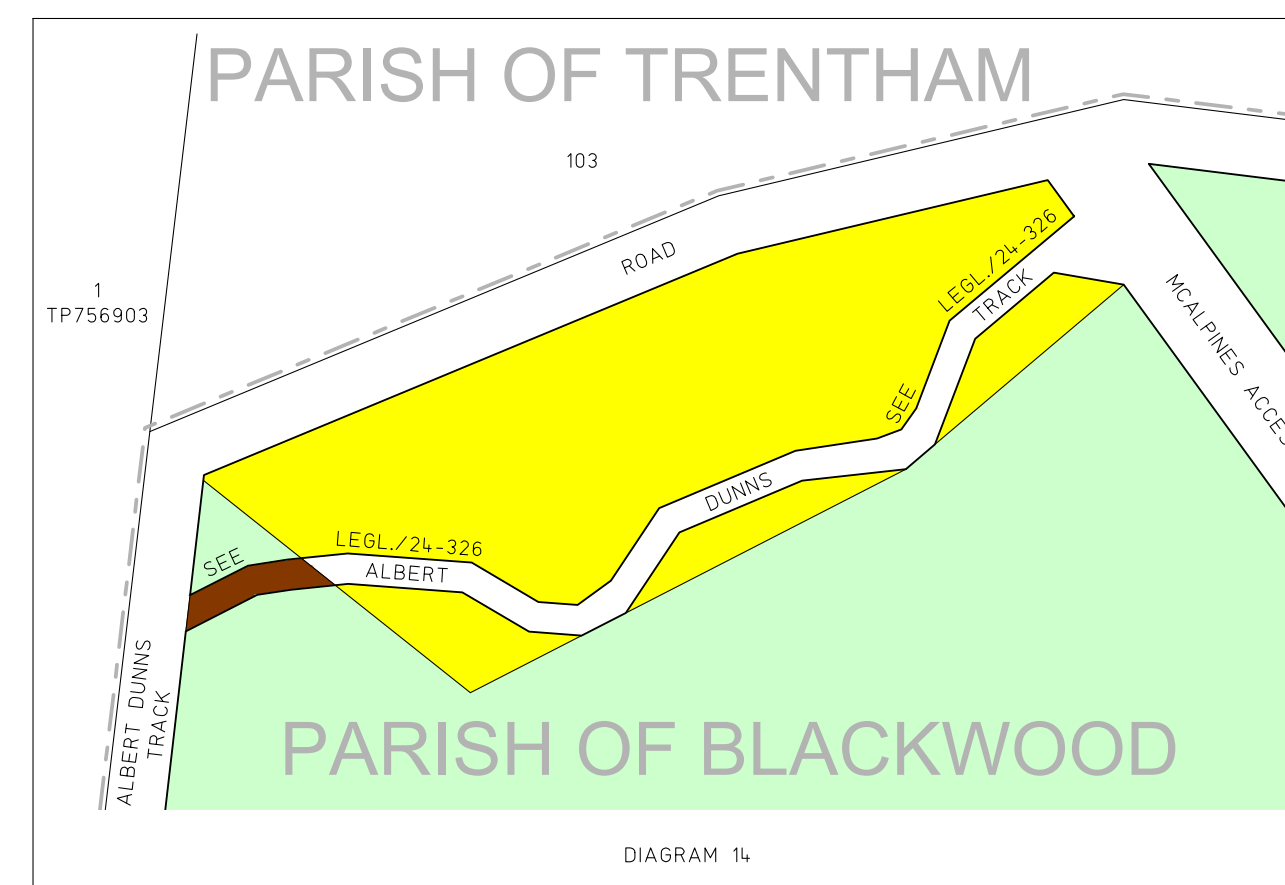 PARISH OF TRENTHAM
103
ROAD
LEGL./24-326
TRACK
1
TP756903
MCALPINES ACCES
SEE
DUNNS
LEGL./24-326
SEE
ALBERT
ALBERT DUNNS
TRACK
PARISH OF BLACKWOOD
DIAGRAM 14